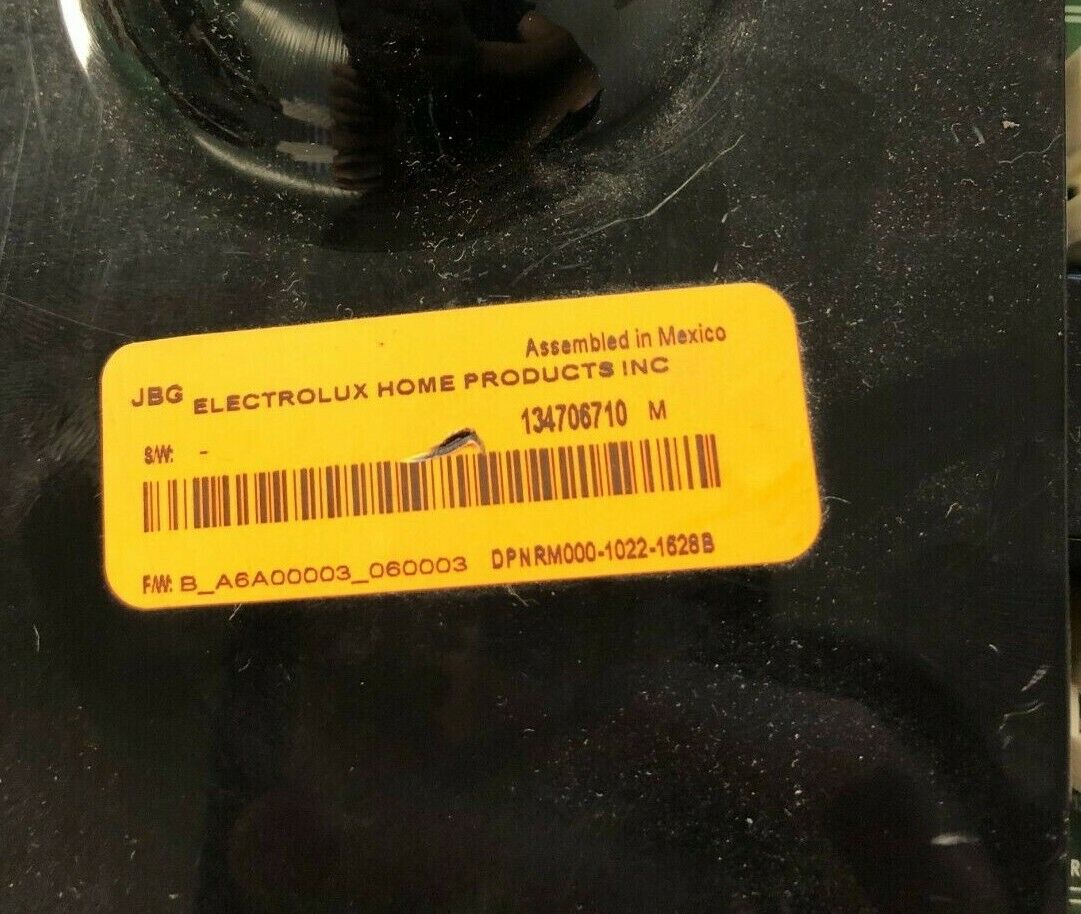 Assembled in Mexico
JBG ELECTROLUX HOME PRODUCTS INC
134706710 M
S/W: -
F/W: B_A6A00003_060003 DPNRM000-1022-1628B
R